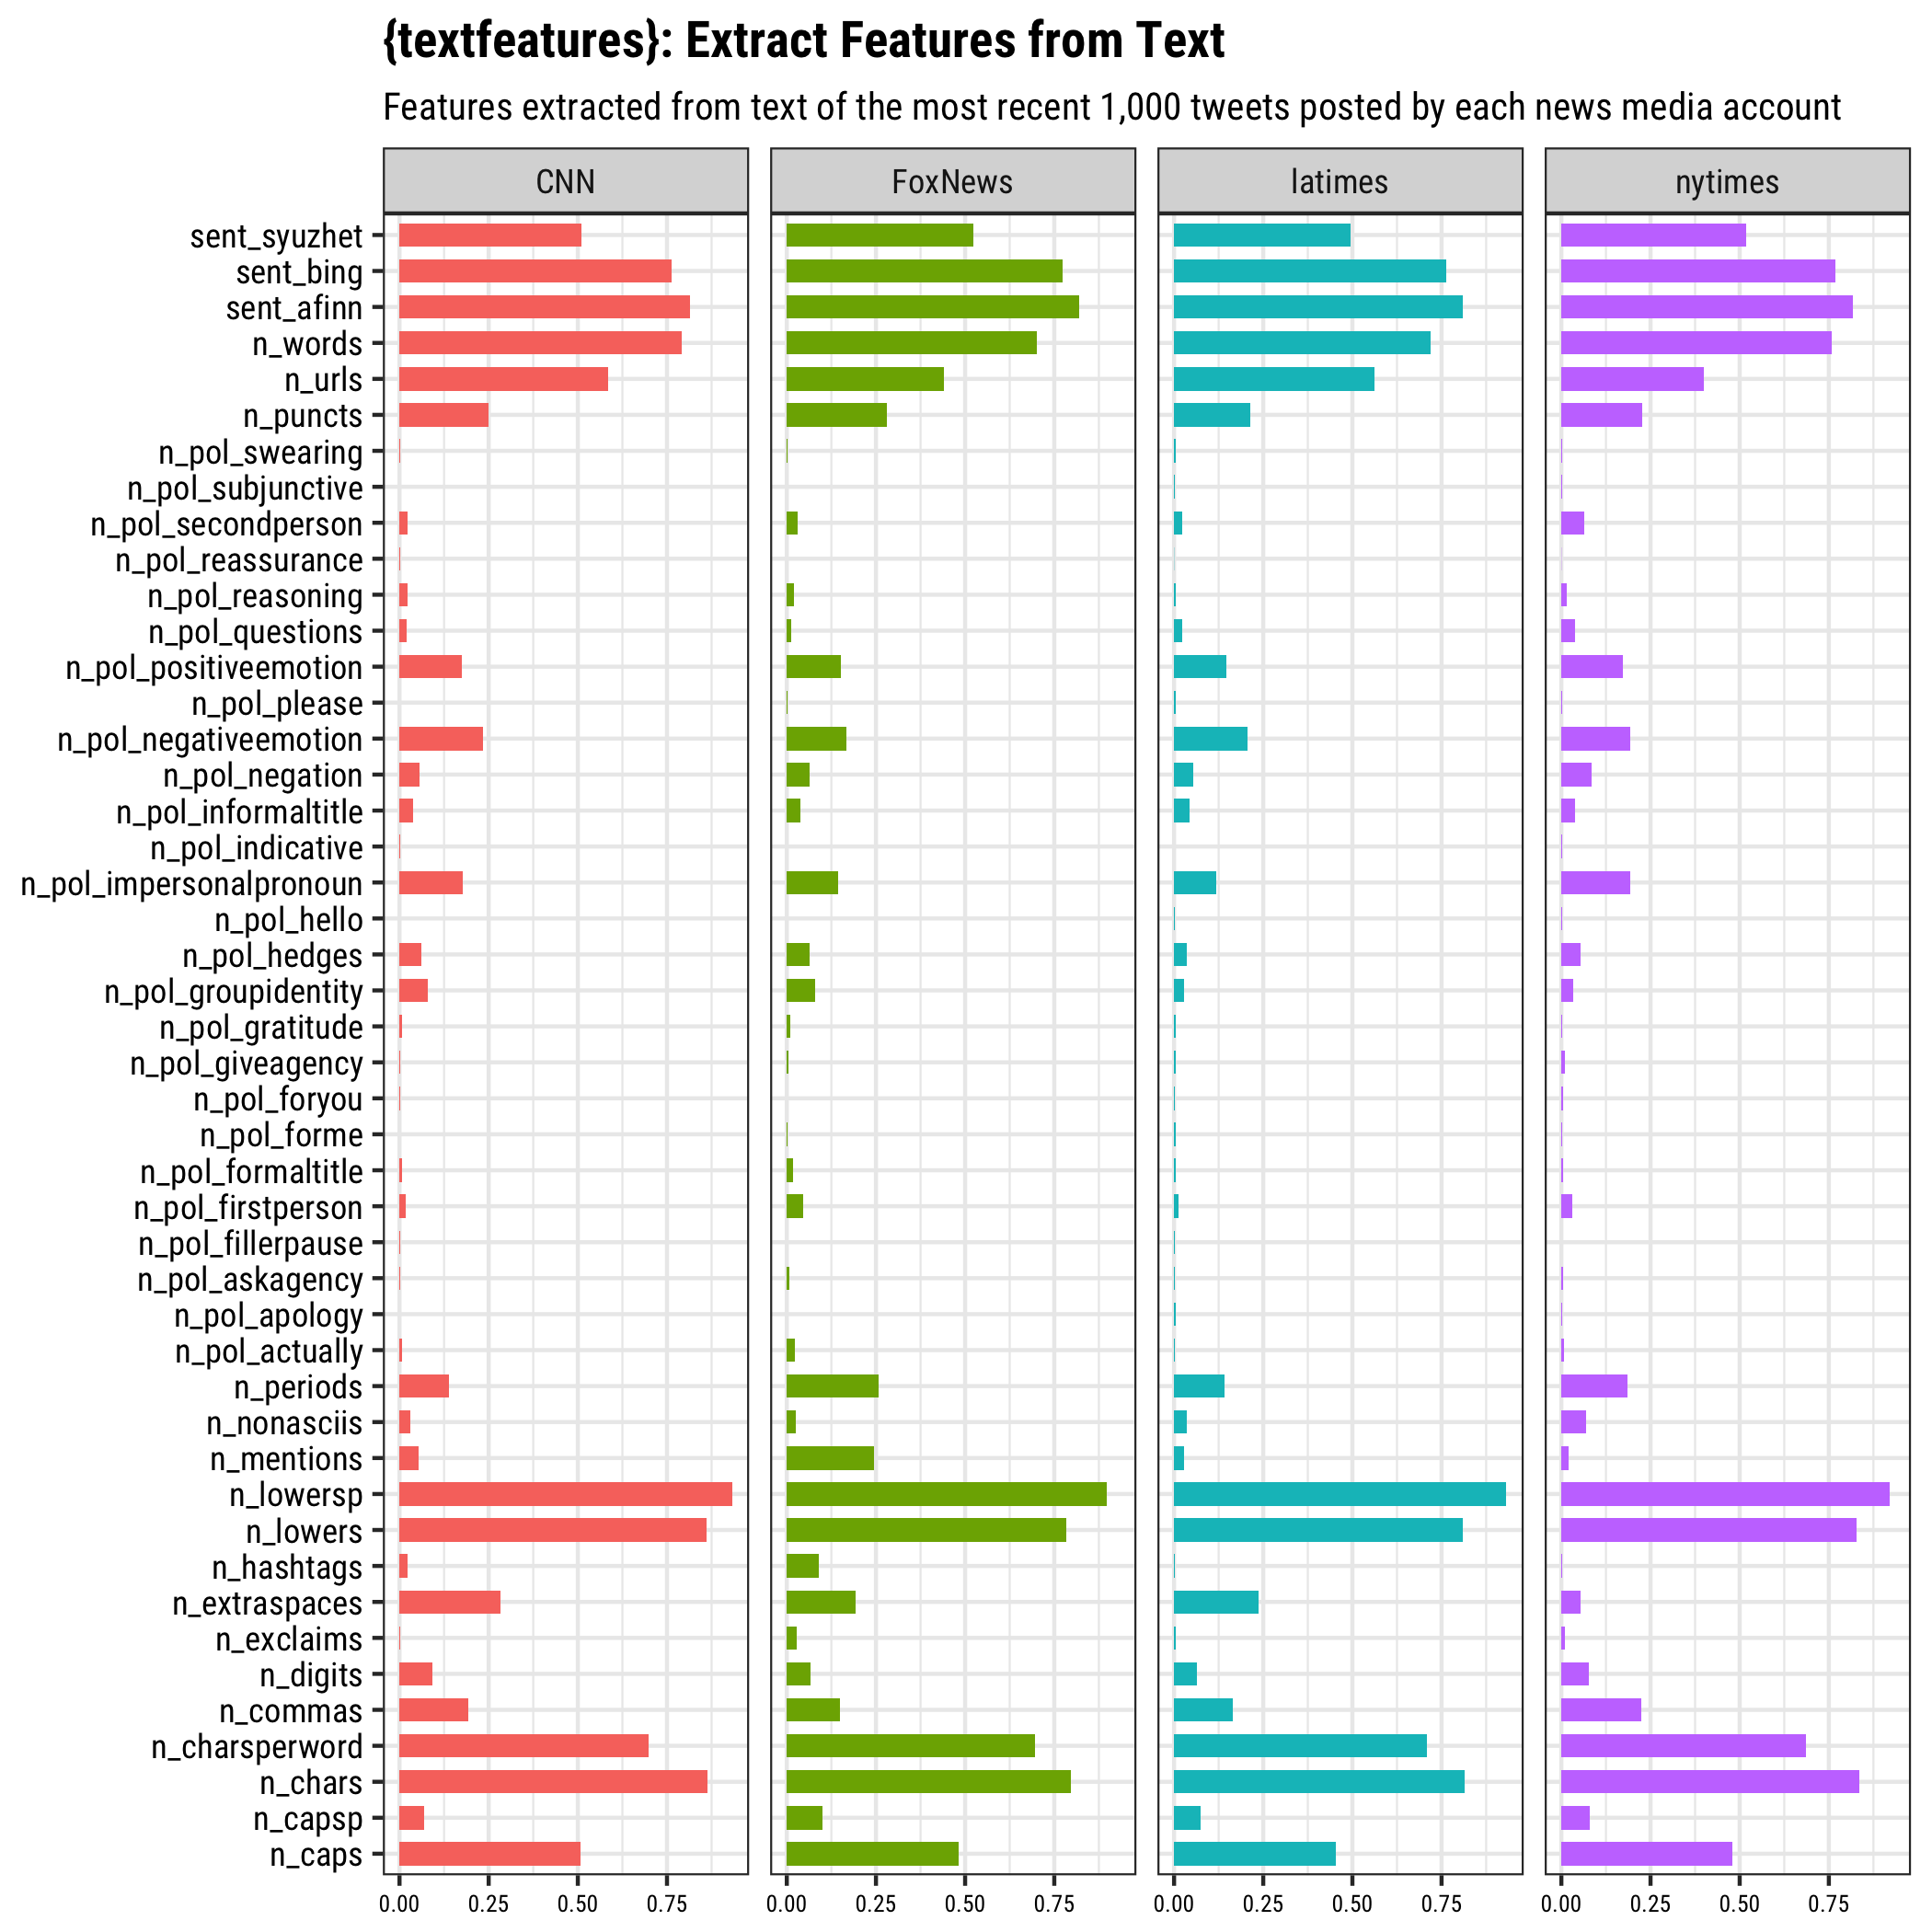 {textfeatures}: Extract Features from Text
Features extracted from text of the most recent 1,000 tweets posted by each news media account
CNN FoxNews latimes nytimes
sent_syuzhet
sent_bing
sent_afinn
n_words
n_urls
n_puncts
n_pol_swearing
n_pol_subjunctive
n_pol_secondperson
n_pol_reassurance
n_pol_reasoning
n_pol_questions
n_pol_positiveemotion
n_pol_please
n_pol_negativeemotion
n_pol_negation
n_pol_informaltitle
n_pol_indicative
n_pol_impersonalpronoun
n_pol_hello
n_pol_hedges
n_pol_groupidentity
n_pol_gratitude
n_pol_giveagency
n_pol_foryou
n_pol_forme
n_pol_formaltitle
n_pol_firstperson
n_pol_fillerpause
n_pol_askagency
n_pol_apology
n_pol_actually
n_periods
n_nonasciis
n_mentions
n_lowersp
n_lowers
n_hashtags
n_extraspaces
n_exclaims
n_digits
n_commas
n_charsperword
n_chars
n_capsp
n_caps
0.00 0.25 0.50 0.75 0.00 0.25 0.50 0.75 0.00 0.25 0.50 0.75 0.00 0.25 0.50 0.75